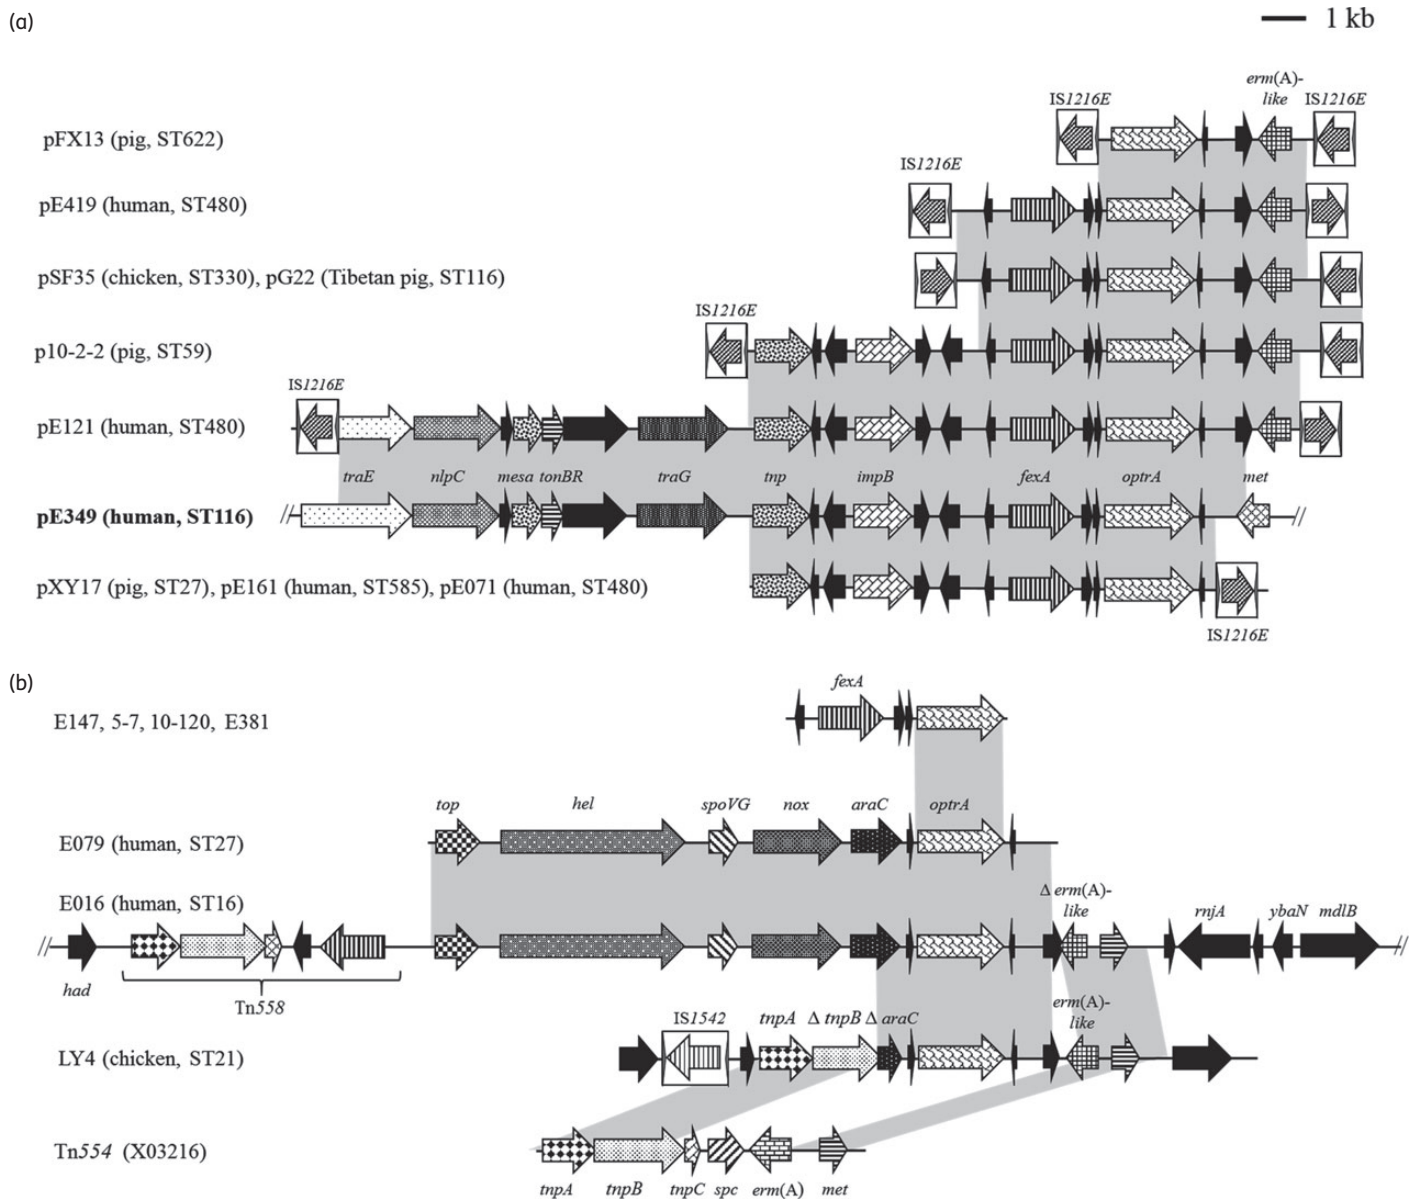 (a)
1 kb
erm(A)-
like
IS1216E
IS1216E
pFX13 (pig, ST622)
IS1216E
pE419 (human, ST480)
pSF35 (chicken, ST330), pG22 (Tibetan pig, ST116)
IS1216E
p10-2-2 (pig, ST59)
IS1216E
pE121 (human, ST480)
traE nlpC mesa tonBR traG tnp impB fexA optrA met
pE349 (human, ST116)
// //
pXY17 (pig, ST27), pE161 (human, ST585), pE071 (human, ST480)
IS1216E
(b)
fexA
E147, 5-7, 10-120, E381
top hel spoVG nox araC optrA
E079 (human, ST27)
Δ erm(A)-
like
E016 (human, ST16)
rnjA ybaN mdlB
// //
had
Tn558
erm(A)-
like
IS1542 tnpA Δ tnpB Δ araC
LY4 (chicken, ST21)
Tn554 (X03216)
tnpA tnpB tnpC spc erm(A) met